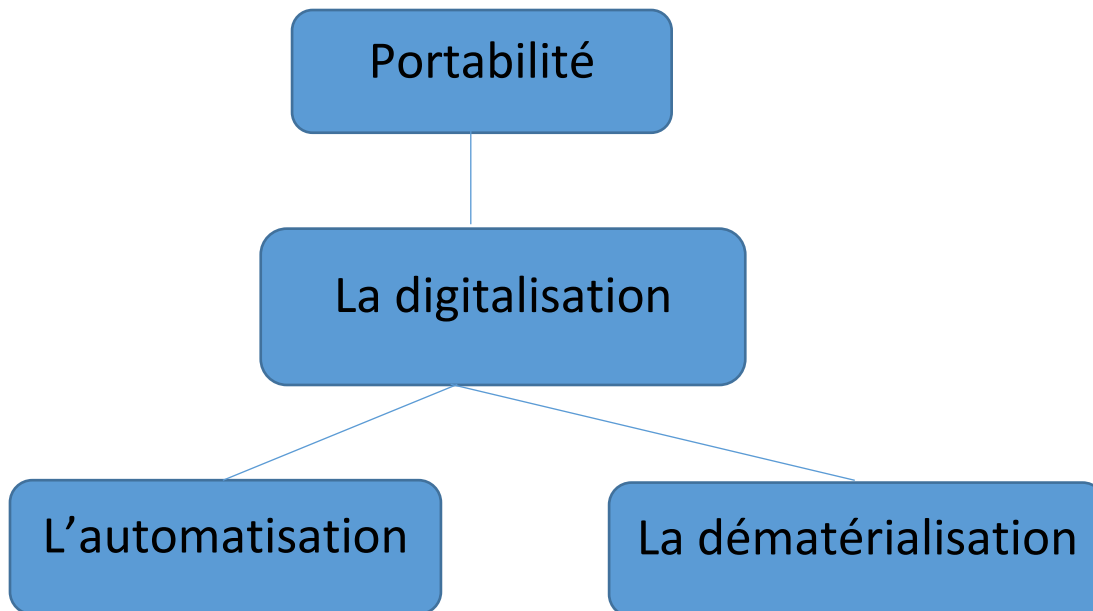 Portabilité
La digitalisation
L’automatisation
La dématérialisation